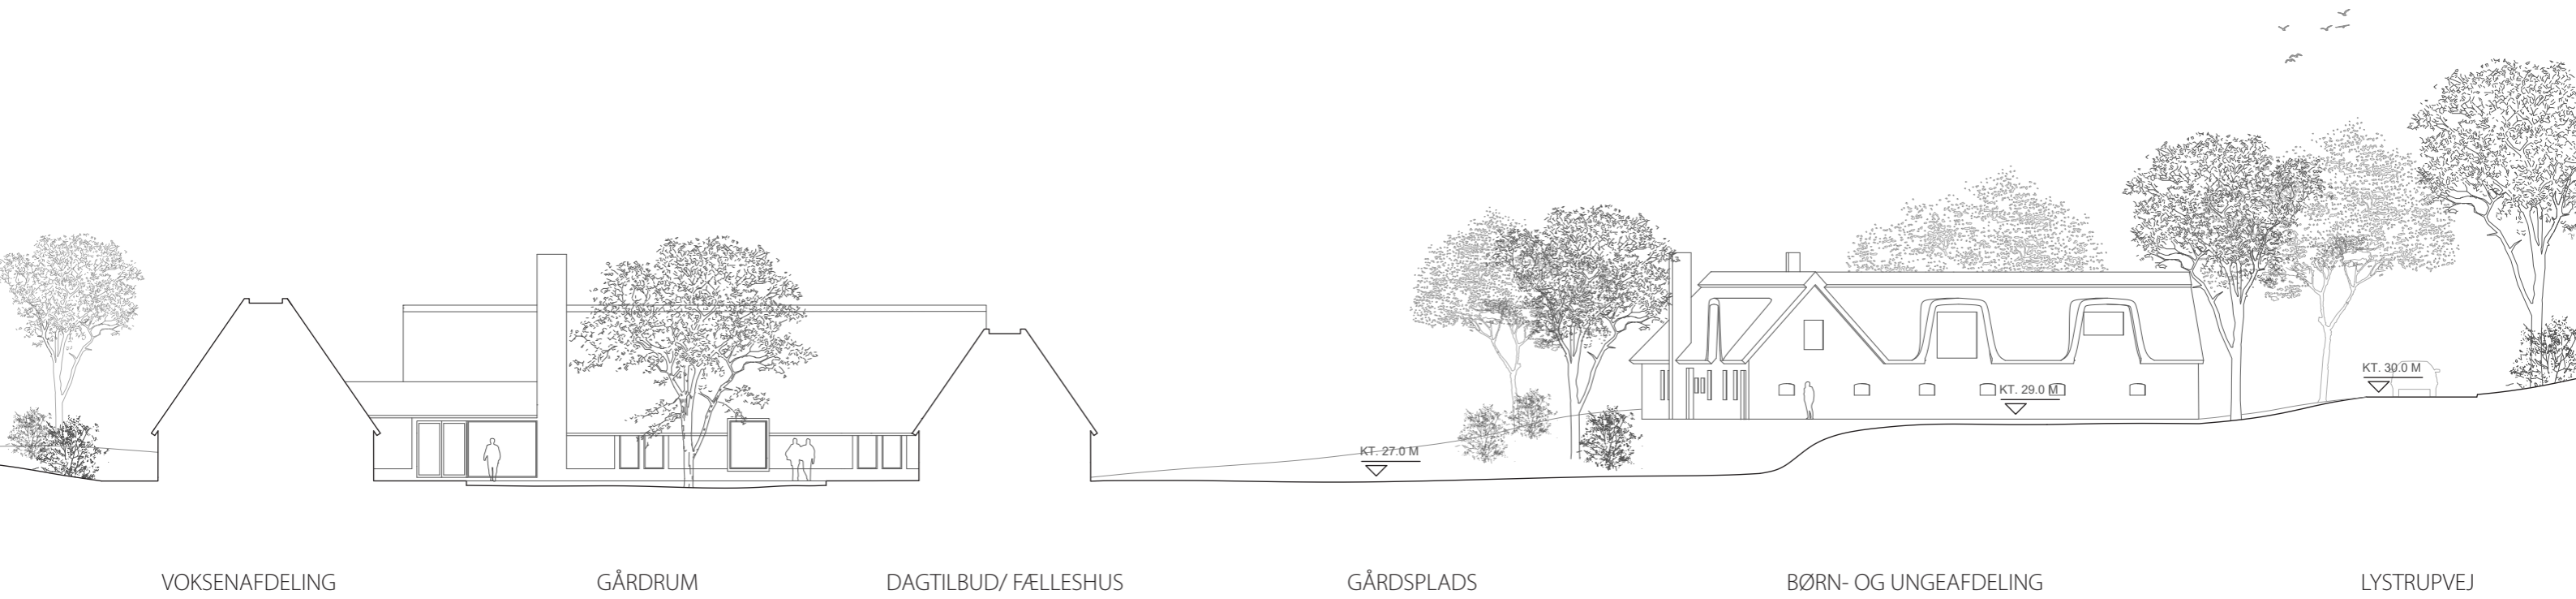 KT. 30.0 M
KT. 29.0 M
KT. 27.0 M
VOKSENAFDELING
GÅRDRUM
DAGTILBUD/ FÆLLESHUS
GÅRDSPLADS
BØRN- OG UNGEAFDELING
LYSTRUPVEJ